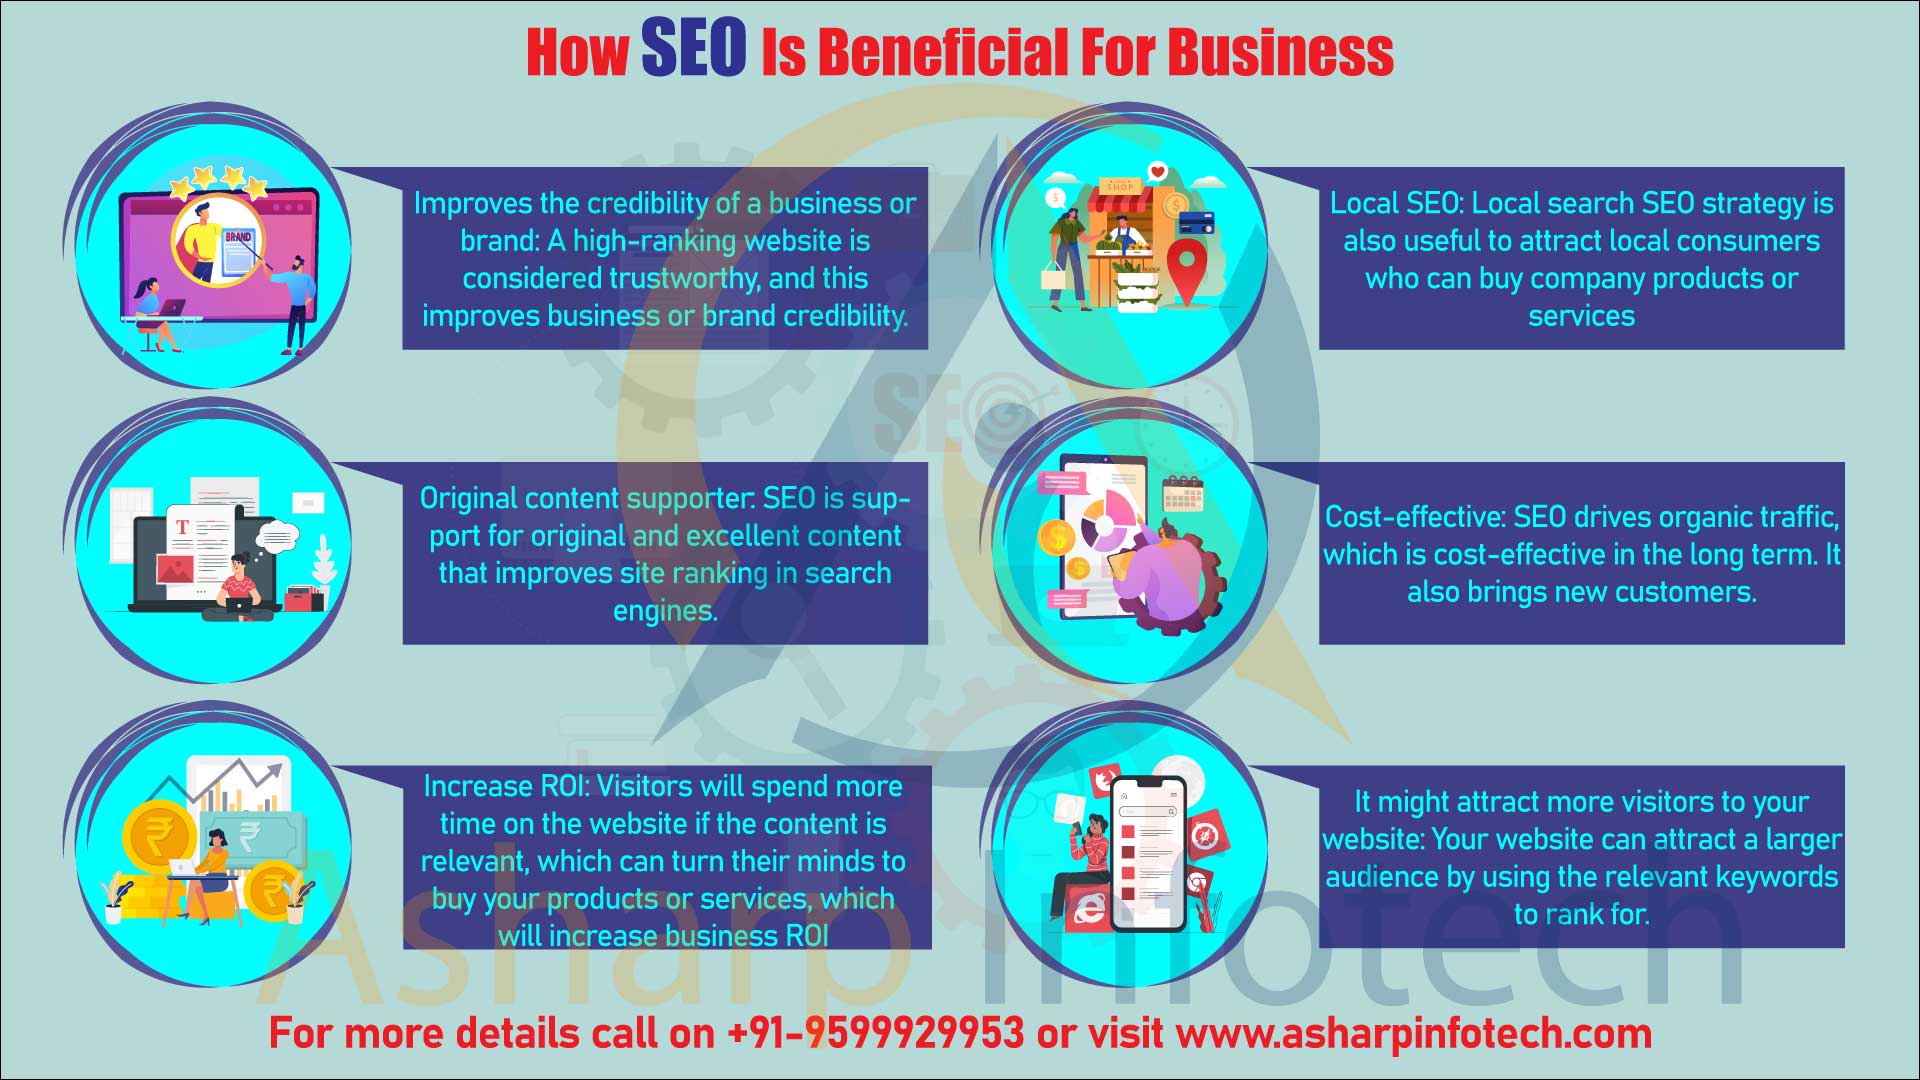 How SEO Is Beneficial For Business
Improves the credibility of a business or
brand: A high-ranking website is
considered trustworthy, and this
improves business or brand credibility.
BRAND
Local SEO: Local search SEO strategy is
also useful to attract local consumers
who can buy company products or
services
SHOP
SEO
Original content supporter: SEO is sup-
port for original and excellent content
that improves site ranking in search
engines.
T
Cost-effective: SEO drives organic traffic,
which is cost-effective in the long term. It
also brings new customers.
Increase ROI: Visitors will spend more
time on the website if the content is
relevant, which can turn their minds to
buy your products or services, which
will increase business ROI
It might attract more visitors to your
website: Your website can attract a larger
audience by using the relevant keywords
to rank for.
Asharp Infotech
For more details call on +91-9599929953 or visit www.asharpinfotech.com